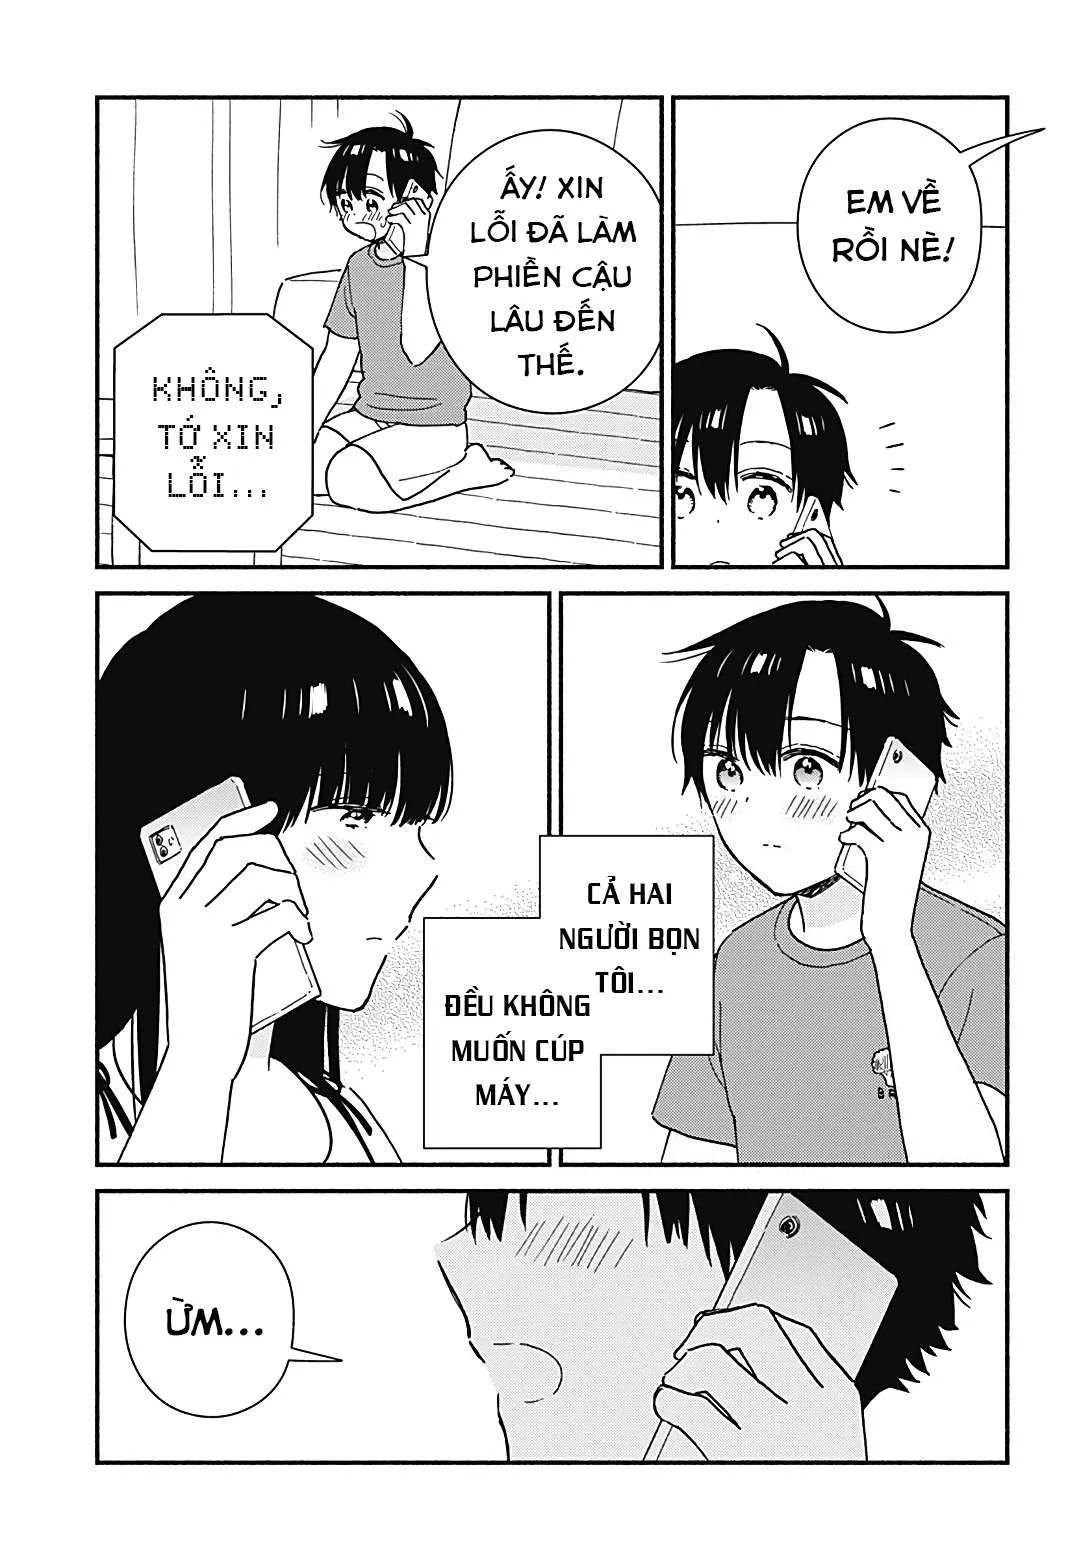 EM VỀ
RỒI NÈ!
ẤY! XIN
LỖI ĐÃ LÀM
PHIỀN CẬU
LÂU ĐẾN
THẾ.
KHÔNG,
TỚ XIN
LỖI...
CẢ HAI
NGƯỜI BỌN
TÔI...
ĐỀU KHÔNG
MUỐN CÚP
MÁY...
ỪM...